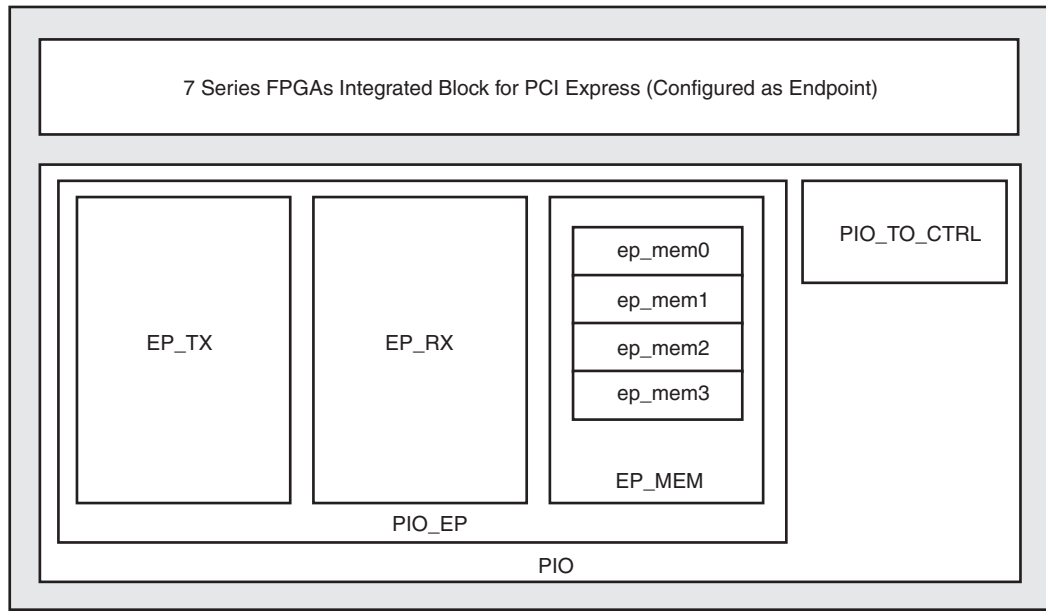 7 Series FPGAs Integrated Block for PCI Express (Configured as Endpoint)
PIO_TO_CTRL
ep_mem0
ep_mem1
EP_TX
EP_RX
ep_mem2
ep_mem3
EP_MEM
PIO_EP
PIO